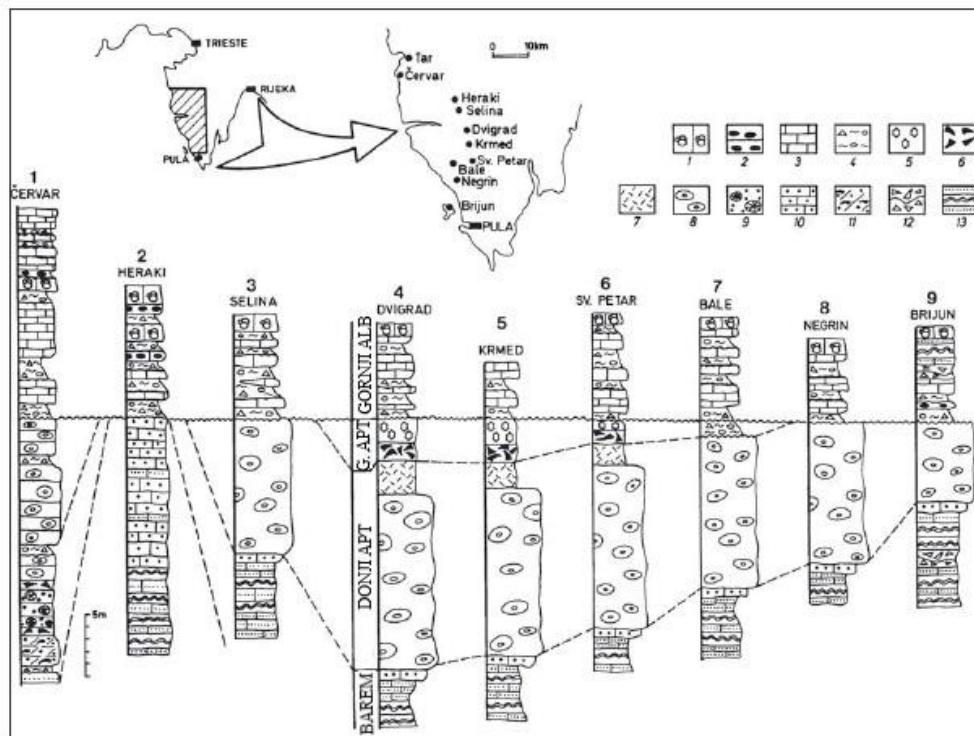 TRIESTE
RIJEKA
PULA
0 10km
Tar
Červar
Heraki
Selina
Dvigrad
Krmed
Sv. Petar
Bale
Negrin
Brijun
PULA
1 2 3 4 5 6
7 8 9 10 11 12 13
1
ČERVAR
2
HERAKI
3
SELINA
4
DVIGRAD
5
KRMED
6
SV. PETAR
7
BALE
8
NEGRIN
9
BRIJUN
GORNJI ALB
G. APT
DONJI APT
BAREM
5m